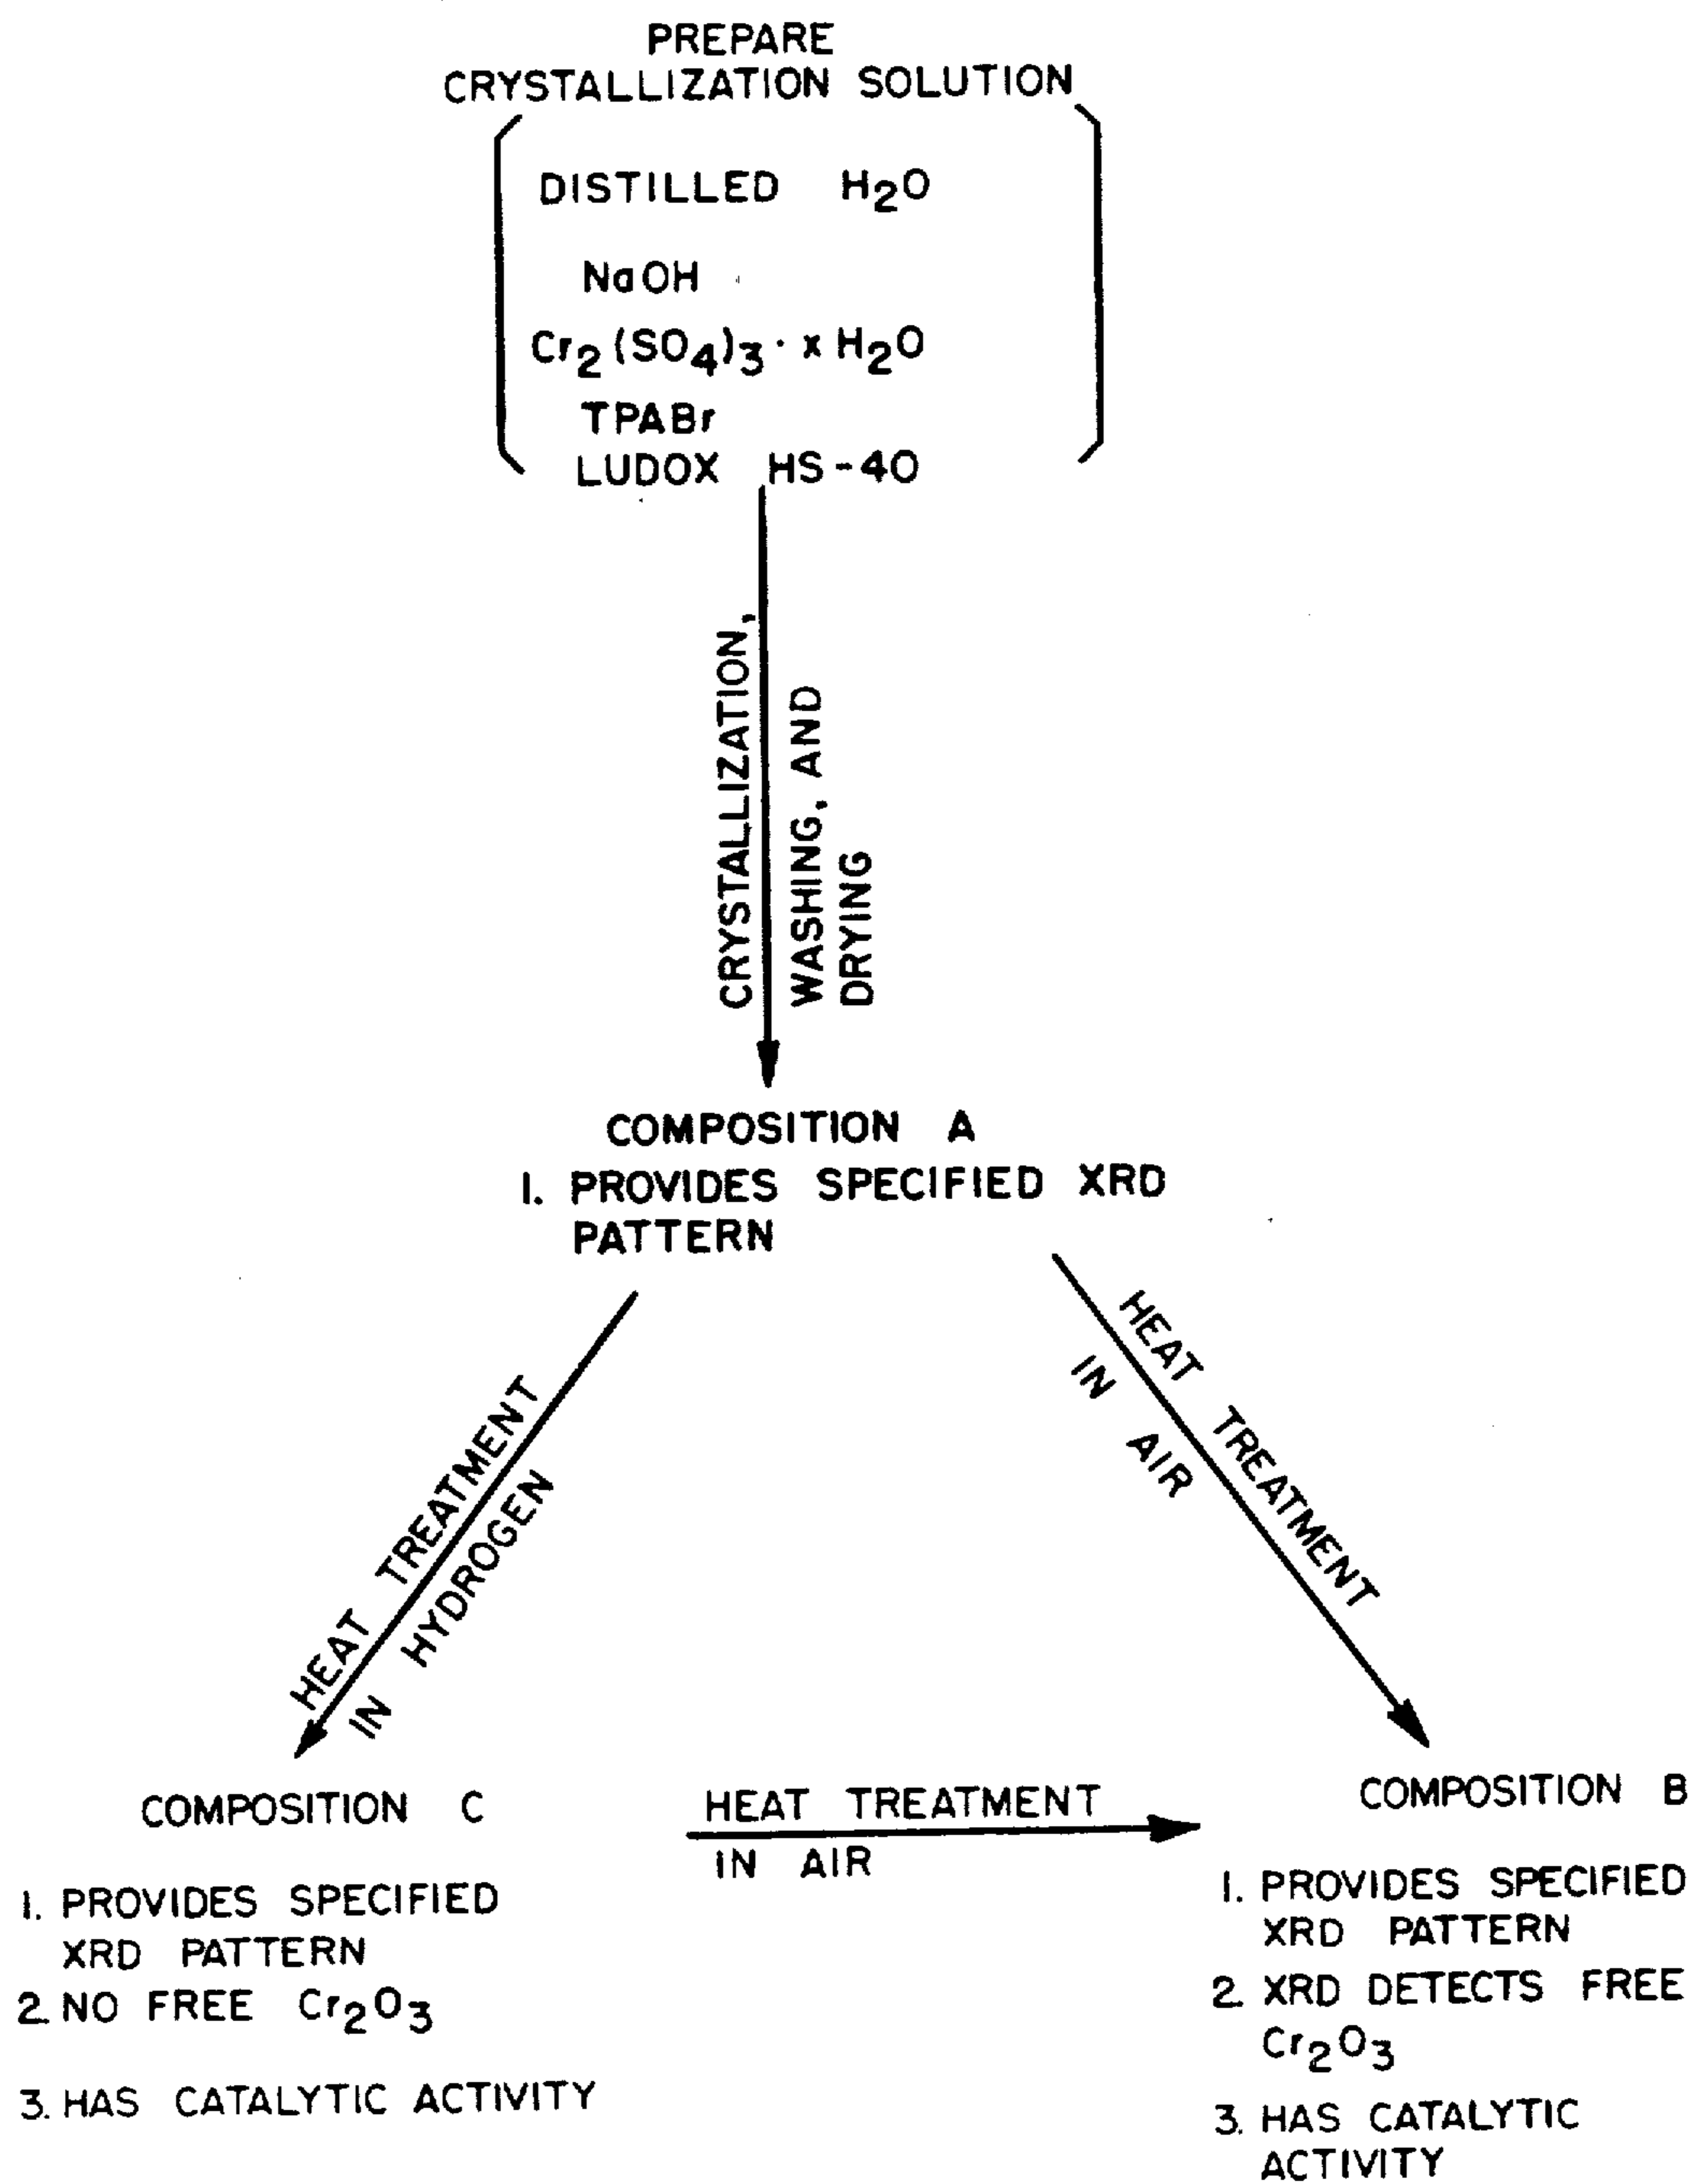 PREPARE
CRYSTALLIZATION SOLUTION
DISTILLED H2O
NaOH
Cr2(SO4)3·xH2O
TPABr
LUDOX HS-40
CRYSTALLIZATION,
WASHING, AND
DRYING
COMPOSITION A
1. PROVIDES SPECIFIED XRD
PATTERN
HEAT TREATMENT
IN HYDROGEN
HEAT TREATMENT
IN AIR
COMPOSITION C
1. PROVIDES SPECIFIED
XRD PATTERN
2. NO FREE Cr2O3
3. HAS CATALYTIC ACTIVITY
HEAT TREATMENT
IN AIR
COMPOSITION B
1. PROVIDES SPECIFIED
XRD PATTERN
2. XRD DETECTS FREE
Cr2O3
3. HAS CATALYTIC
ACTIVITY